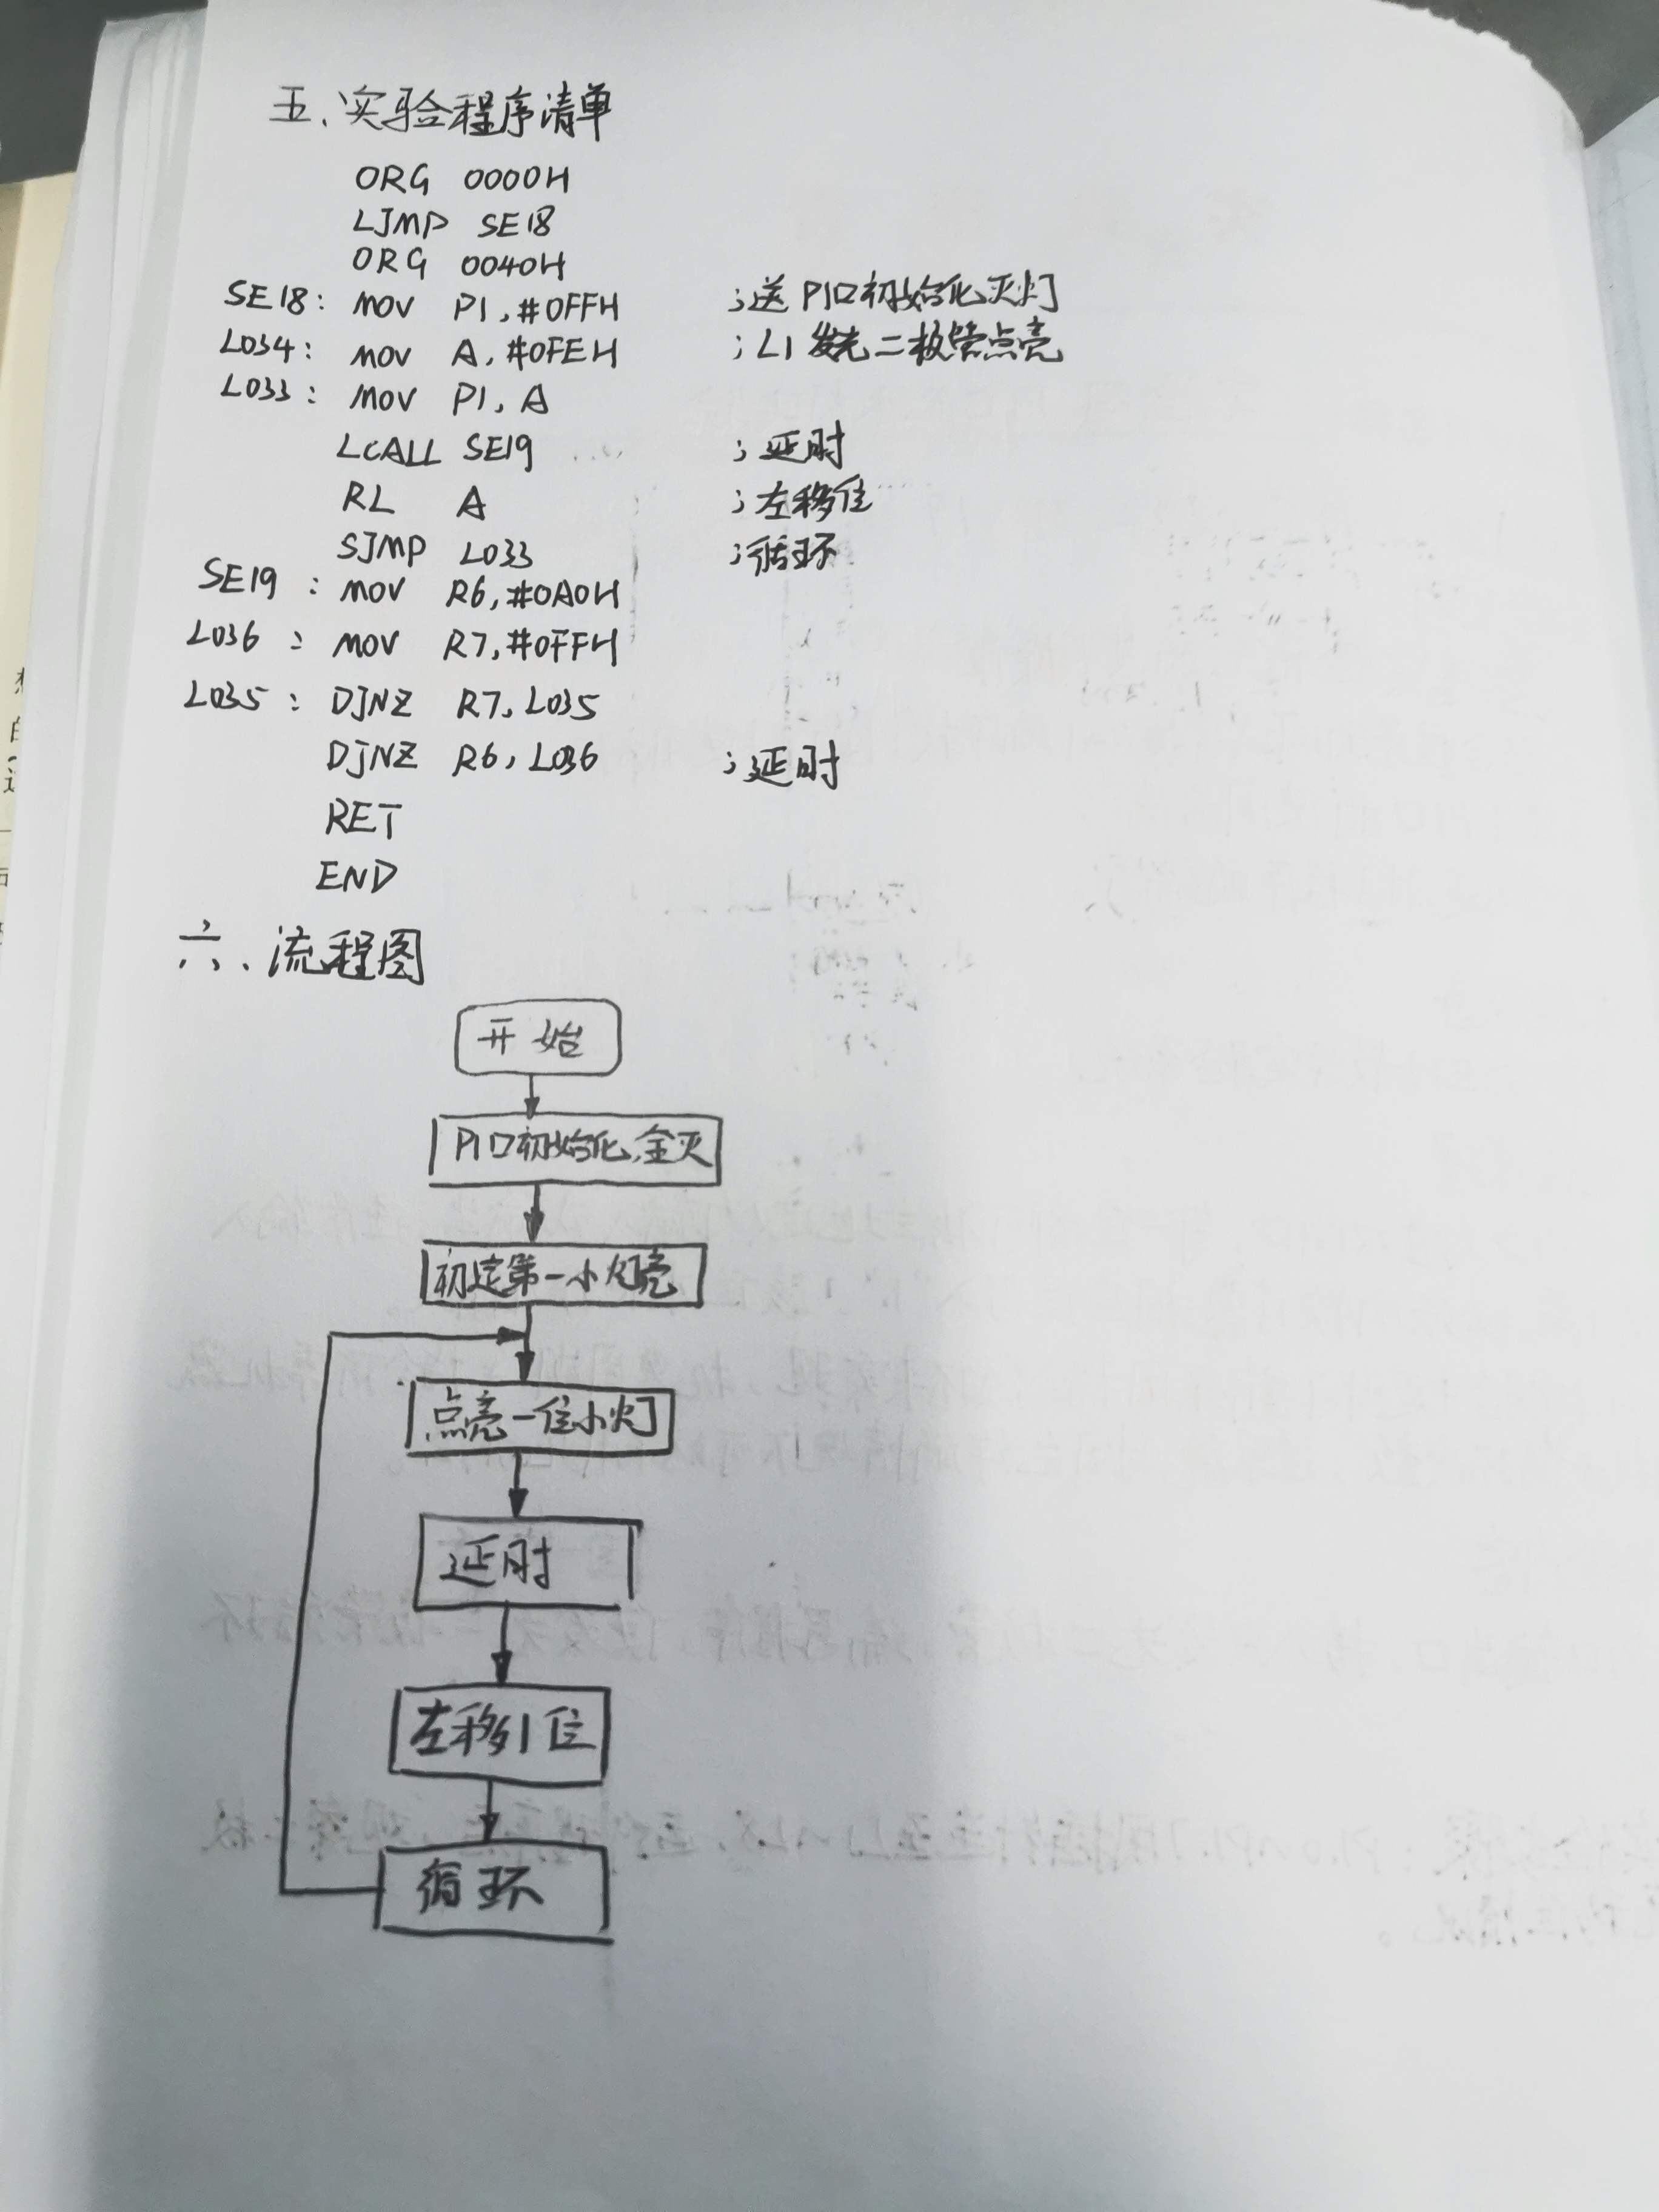 五、实验程序清单
ORG 0000H
LJMP SE18
ORG 0040H
SE18: MOV P1,#0FFH ;送P1口初始化灭灯
L034: MOV A,#0FEH ;L1发光二极管点亮
L033: MOV P1,A
LCALL SE19 ;延时
RL A ;左移位
SJMP L033 ;循环
SE19: MOV R6,#0A0H
L036: MOV R7,#0FFH
L035: DJNZ R7,L035
DJNZ R6,L036 ;延时
RET
END
六、流程图
开始
P1口初始化,全灭
初定第一小灯亮
点亮一位小灯
延时
左移1位
循环